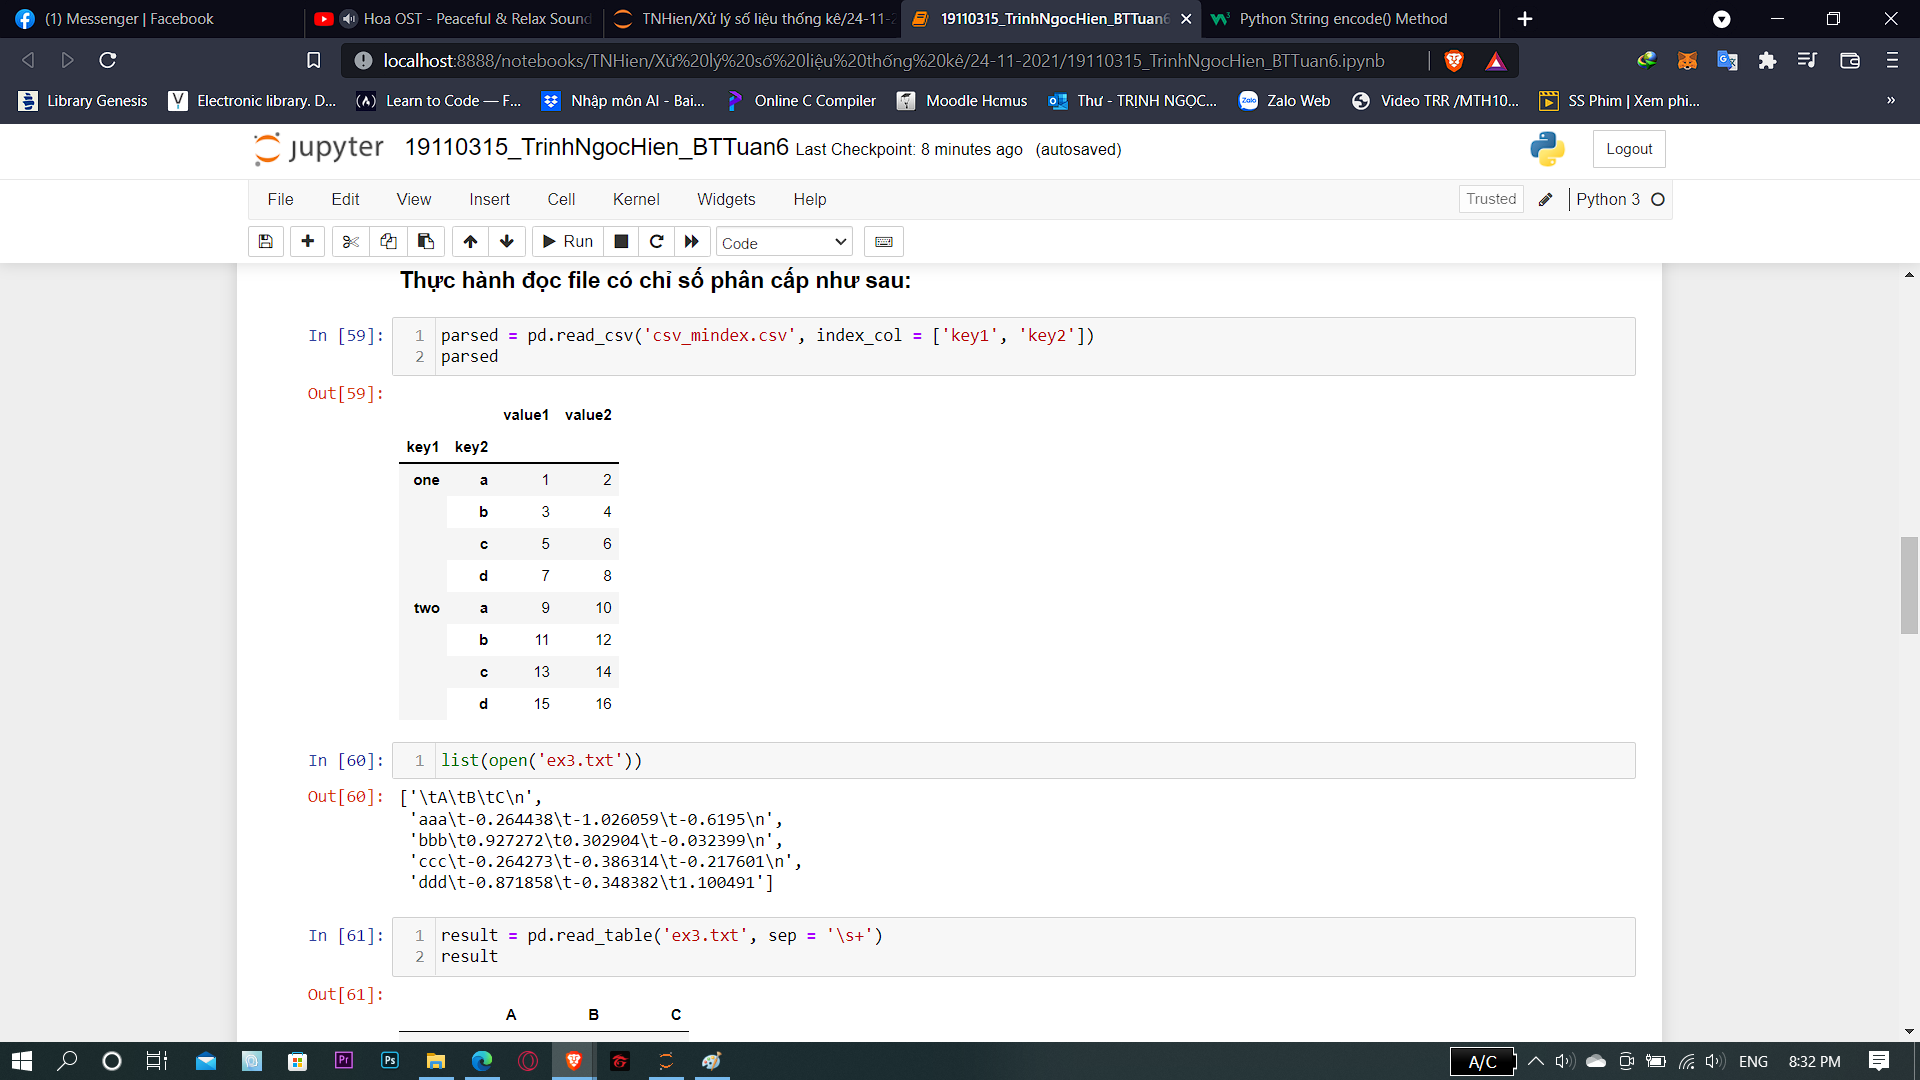 (1) Messenger | Facebook
Hoa OST - Peaceful & Relax Sound
TNHien/Xử lý số liệu thống kê/24-11-2
19110315_TrinhNgocHien_BTTuan6
Python String encode() Method
localhost:8888/notebooks/TNHien/Xử%20lý%20số%20liệu%20thống%20kê/24-11-2021/19110315_TrinhNgocHien_BTTuan6.ipynb
Library Genesis
Electronic library. D...
Learn to Code — F...
Nhập môn AI - Bai...
Online C Compiler
Moodle Hcmus
Thư - TRỊNH NGỌC...
Zalo Web
Video TRR /MTH10...
SS Phim | Xem phi...
»
jupyter 19110315_TrinhNgocHien_BTTuan6 Last Checkpoint: 8 minutes ago (autosaved)
Logout
File Edit View Insert Cell Kernel Widgets Help
Trusted
Python 3
Run
Code
Thực hành đọc file có chỉ số phân cấp như sau:
In [59]:
1 parsed = pd.read_csv('csv_mindex.csv', index_col = ['key1', 'key2'])
2 parsed
Out[59]:
value1 value2
key1 key2
one a 1 2
b 3 4
c 5 6
d 7 8
two a 9 10
b 11 12
c 13 14
d 15 16
In [60]:
1 list(open('ex3.txt'))
Out[60]:
['\tA\tB\tC\n',
'aaa\t-0.264438\t-1.026059\t-0.6195\n',
'bbb\t0.927272\t0.302904\t-0.032399\n',
'ccc\t-0.264273\t-0.386314\t-0.217601\n',
'ddd\t-0.871858\t-0.348382\t1.100491']
In [61]:
1 result = pd.read_table('ex3.txt', sep = '\s+')
2 result
Out[61]:
A B C
Pr
Ps
A/C
ENG
8:32 PM